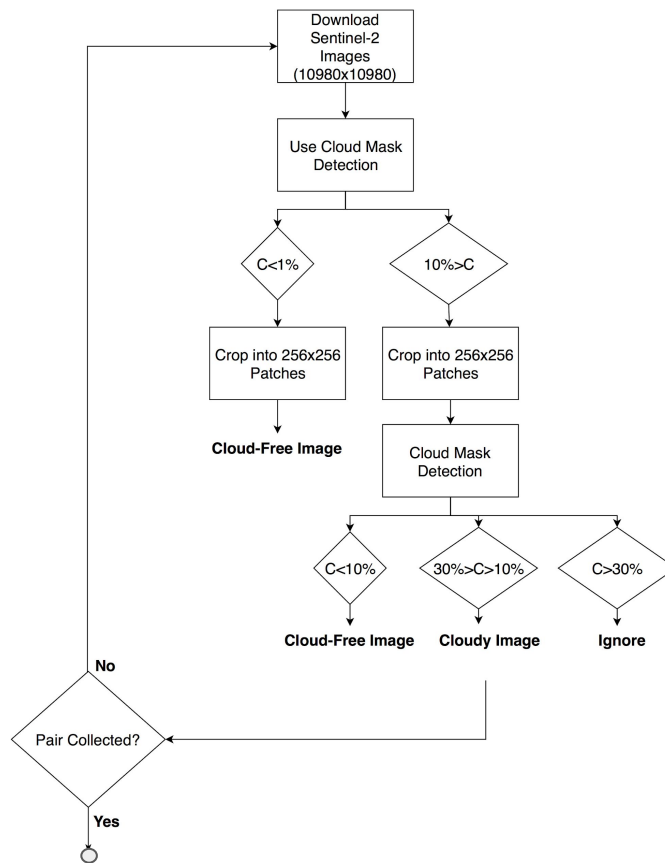 Download
Sentinel-2
Images
(10980x10980)
Use Cloud Mask
Detection
C<1%
10%>C
Crop into 256x256
Patches
Crop into 256x256
Patches
Cloud-Free Image
Cloud Mask
Detection
C<10%
30%>C>10%
C>30%
Cloud-Free Image
Cloudy Image
Ignore
No
Pair Collected?
Yes